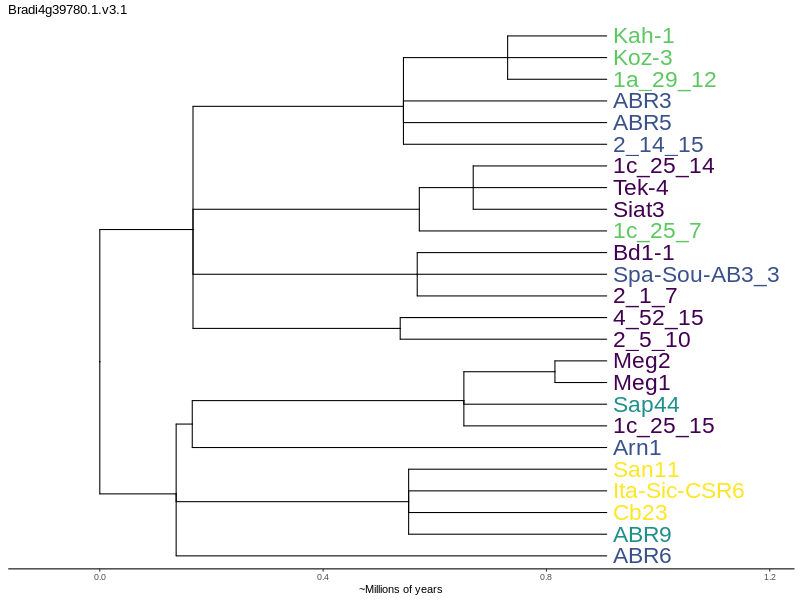 Bradi4g39780.1.v3.1
Kah-1
Koz-3
1a_29_12
ABR3
ABR5
2_14_15
1c_25_14
Tek-4
Siat3
1c_25_7
Bd1-1
Spa-Sou-AB3_3
2_1_7
4_52_15
2_5_10
Meg2
Meg1
Sap44
1c_25_15
Arn1
San11
Ita-Sic-CSR6
Cb23
ABR9
ABR6
0.0 0.4 0.8 1.2
~Millions of years